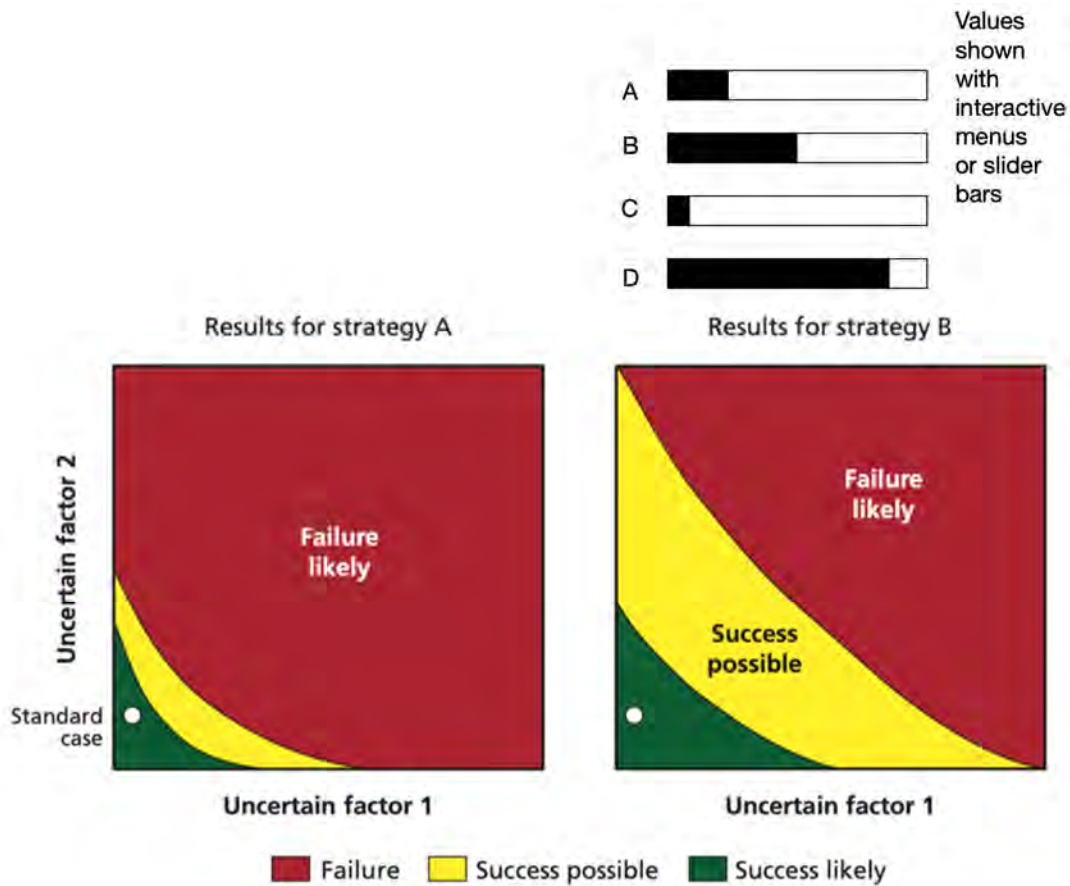 Values
shown
with
interactive
menus
or slider
bars
A
B
C
D
Results for strategy A
Results for strategy B
Uncertain factor 2
Failure
likely
Failure
likely
Success
possible
Standard
case
Uncertain factor 1
Uncertain factor 1
Failure
Success possible
Success likely